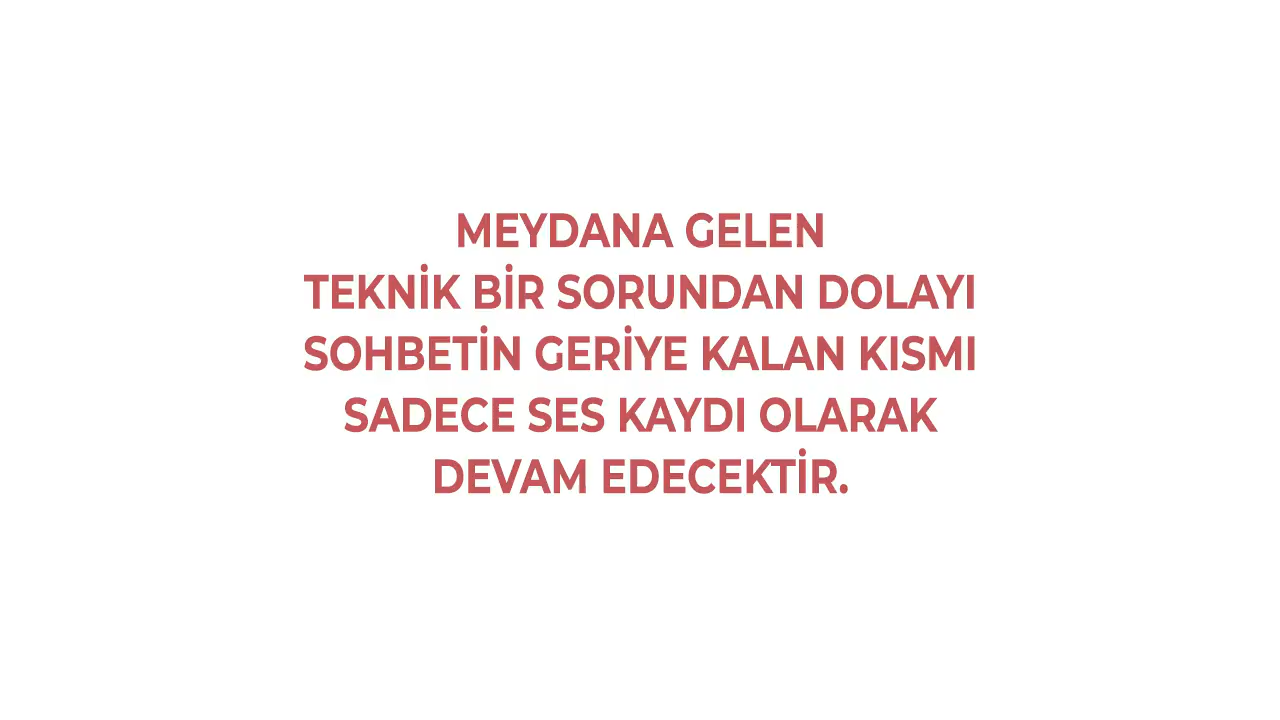 MEYDANA GELEN
TEKNİK BİR SORUNDAN DOLAYI
SOHBETİN GERİYE KALAN KISMI
SADECE SES KAYDI OLARAK
DEVAM EDECEKTİR.